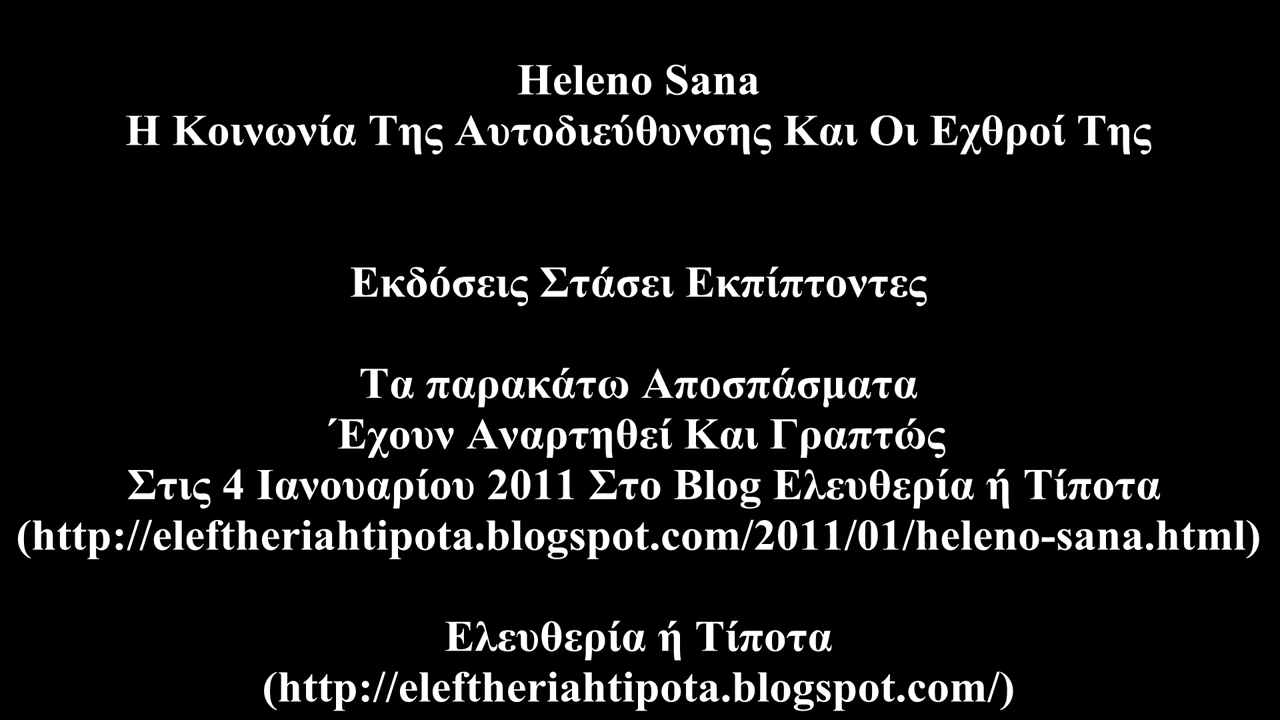 Heleno Sana
Η Κοινωνία Της Αυτοδιεύθυνσης Και Οι Εχθροί Της
Εκδόσεις Στάσει Εκπίπτοντες
Τα παρακάτω Αποσπάσματα
Έχουν Αναρτηθεί Και Γραπτώς
Στις 4 Ιανουαρίου 2011 Στο Blog Ελευθερία ή Τίποτα
(http://eleftheriahtipota.blogspot.com/2011/01/heleno-sana.html)
Ελευθερία ή Τίποτα
(http://eleftheriahtipota.blogspot.com/)